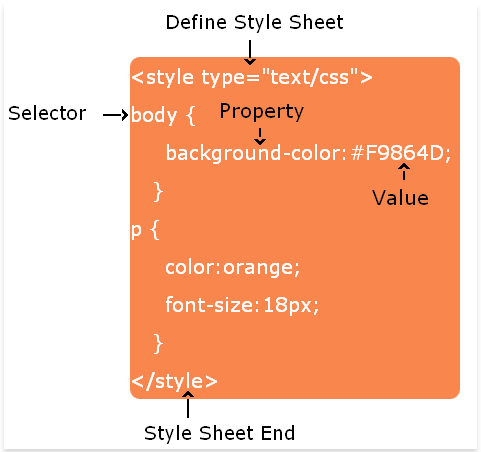 Define Style Sheet
<style type="text/css">
Selector
body {
Property
background-color:#F9864D;
}
Value
p {
color:orange;
font-size:18px;
}
</style>
Style Sheet End